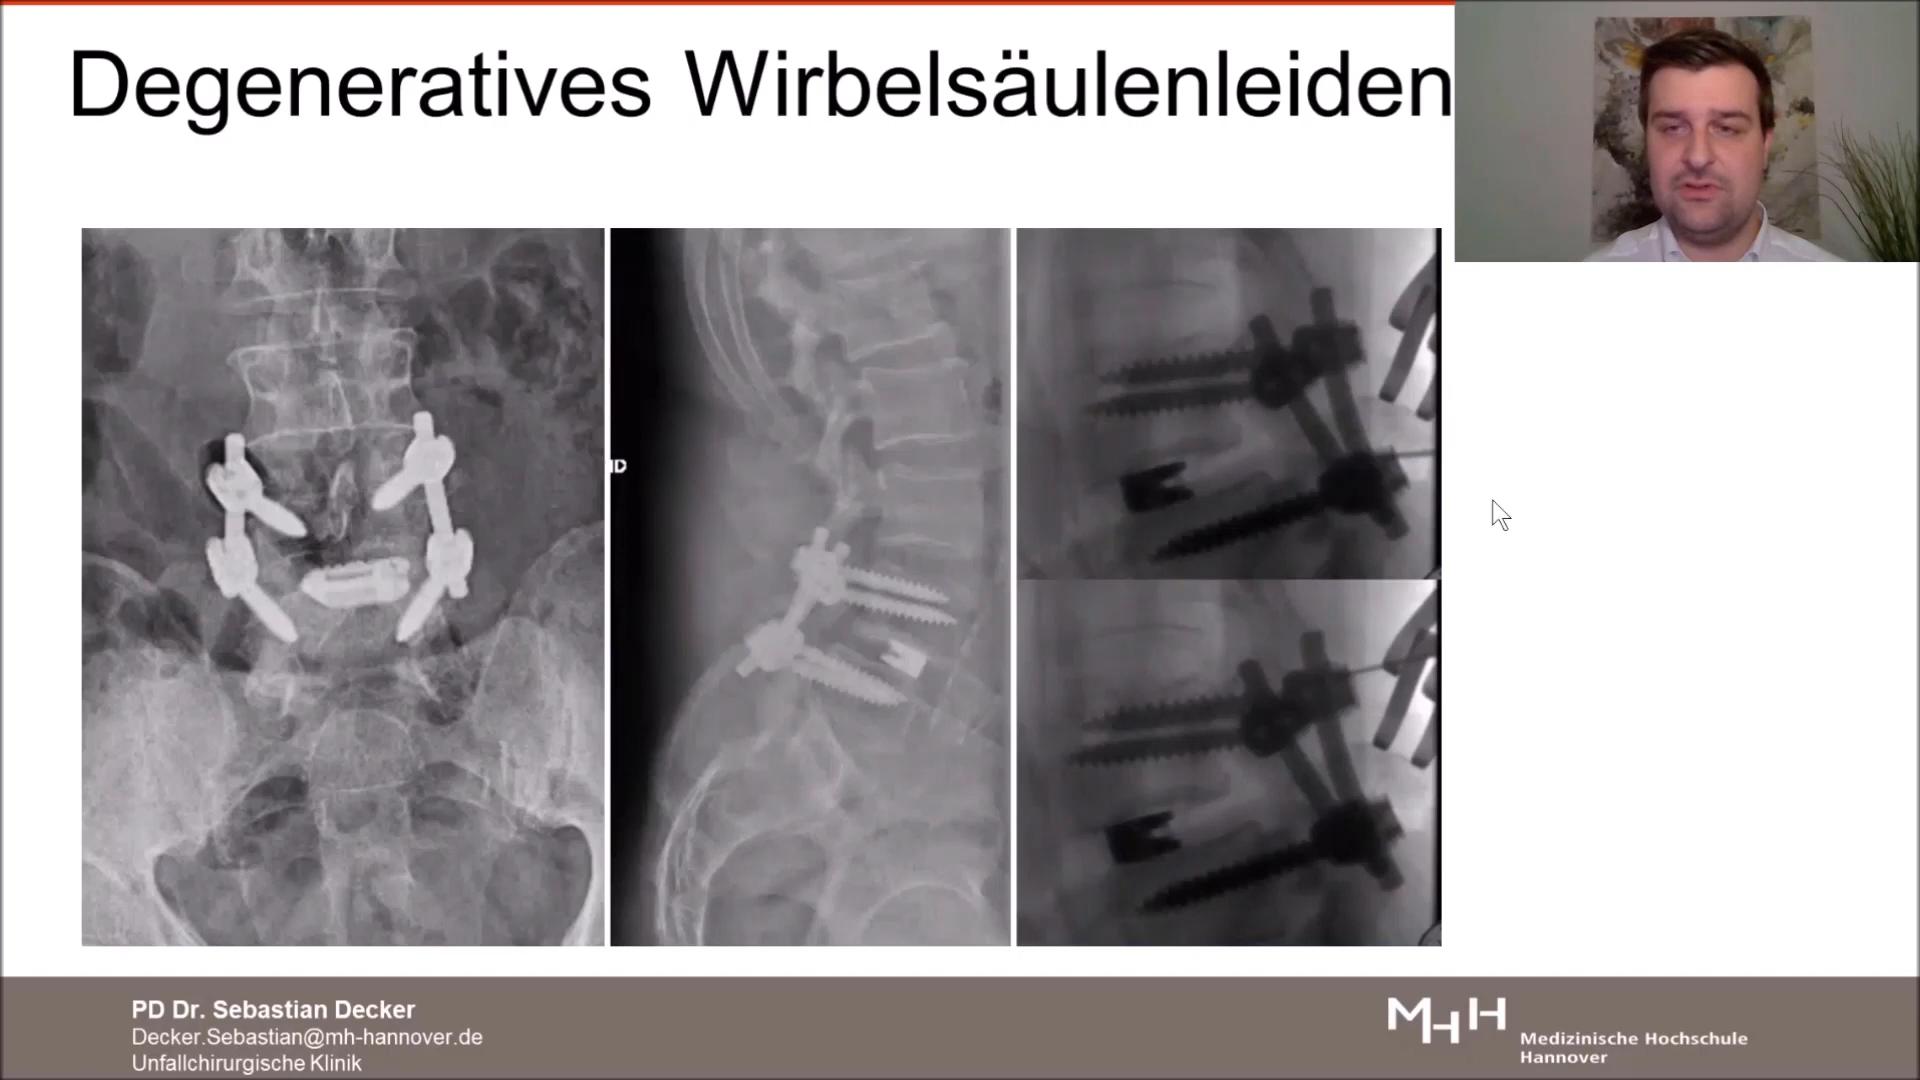 Degeneratives Wirbelsäulenleiden
PD Dr. Sebastian Decker
Decker.Sebastian@mh-hannover.de
Unfallchirurgische Klinik
MHH
Medizinische Hochschule
Hannover